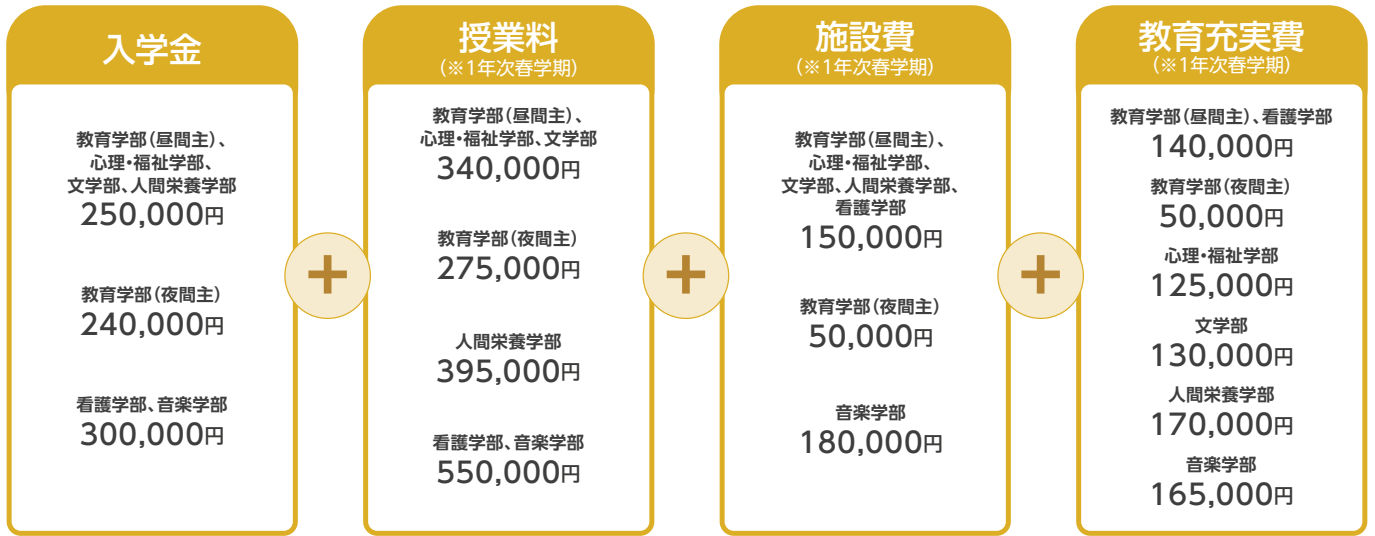 入学金
教育学部(昼間主)、
心理・福祉学部、
文学部、人間栄養学部
250,000円
教育学部(夜間主)
240,000円
看護学部、音楽学部
300,000円
+
授業料
(※1年次春学期)
教育学部(昼間主)、
心理・福祉学部、文学部
340,000円
教育学部(夜間主)
275,000円
人間栄養学部
395,000円
看護学部、音楽学部
550,000円
+
施設費
(※1年次春学期)
教育学部(昼間主)、
心理・福祉学部、
文学部、人間栄養学部、
看護学部
150,000円
教育学部(夜間主)
50,000円
音楽学部
180,000円
+
教育充実費
(※1年次春学期)
教育学部(昼間主)、看護学部
140,000円
教育学部(夜間主)
50,000円
心理・福祉学部
125,000円
文学部
130,000円
人間栄養学部
170,000円
音楽学部
165,000円